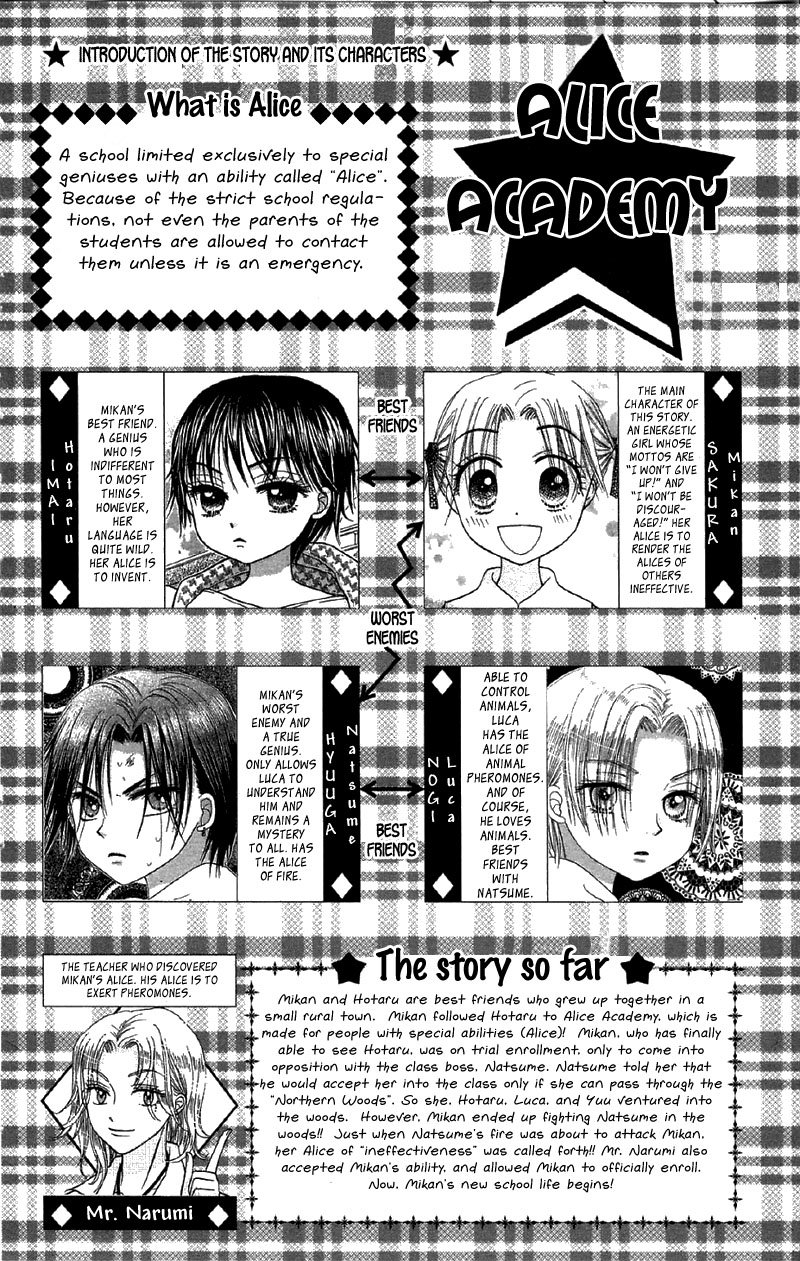 INTRODUCTION OF THE STORY AND ITS CHARACTERS
ALICE
ACADEMY
What is Alice
A school limited exclusively to special
geniuses with an ability called "Alice".
Because of the strict school regula-
tions, not even the parents of the
students are allowed to contact
them unless it is an emergency.
Hotaru
IMAI
MIKAN'S
BEST FRIEND.
A GENIUS
WHO IS
INDIFFERENT
TO MOST
THINGS.
HOWEVER,
HER
LANGUAGE IS
QUITE WILD.
HER ALICE IS
TO INVENT.
BEST
FRIENDS
THE MAIN
CHARACTER OF
THIS STORY.
AN ENERGETIC
GIRL WHOSE
MOTTOS ARE
"I WON'T GIVE
UP!" AND
"I WON'T BE
DISCOUR-
AGED!" HER
ALICE IS TO
RENDER THE
ALICES OF
OTHERS
INEFFECTIVE.
Mikan
SAKURA
WORST
ENEMIES
MIKAN'S
WORST
ENEMY AND
A TRUE
GENIUS.
ONLY ALLOWS
LUCA TO
UNDERSTAND
HIM AND
REMAINS A
MYSTERY
TO ALL. HAS
THE ALICE
OF FIRE.
Natsume
HYUUGA
BEST
FRIENDS
Luca
NOGI
ABLE TO
CONTROL
ANIMALS,
LUCA
HAS THE
ALICE OF
ANIMAL
PHEROMONES.
AND OF
COURSE,
HE LOVES
ANIMALS.
BEST
FRIENDS
WITH
NATSUME.
THE TEACHER WHO DISCOVERED
MIKAN'S ALICE. HIS ALICE IS TO
EXERT PHEROMONES.
Mr. Narumi
The story so far
Mikan and Hotaru are best friends who grew up together in a
small rural town. Mikan followed Hotaru to Alice Academy, which is
made for people with special abilities (Alice)! Mikan, who has finally
able to see Hotaru, was on trial enrollment, only to come into
opposition with the class boss, Natsume. Natsume told her that
he would accept her into the class only if she can pass through the
"Northern Woods". So she, Hotaru, Luca, and Yuu ventured into
the woods. However, Mikan ended up fighting Natsume in the
woods!! Just when Natsume's fire was about to attack Mikan,
her Alice of "ineffectiveness" was called forth!! Mr. Narumi also
accepted Mikan's ability, and allowed Mikan to officially enroll.
Now, Mikan's new school life begins!